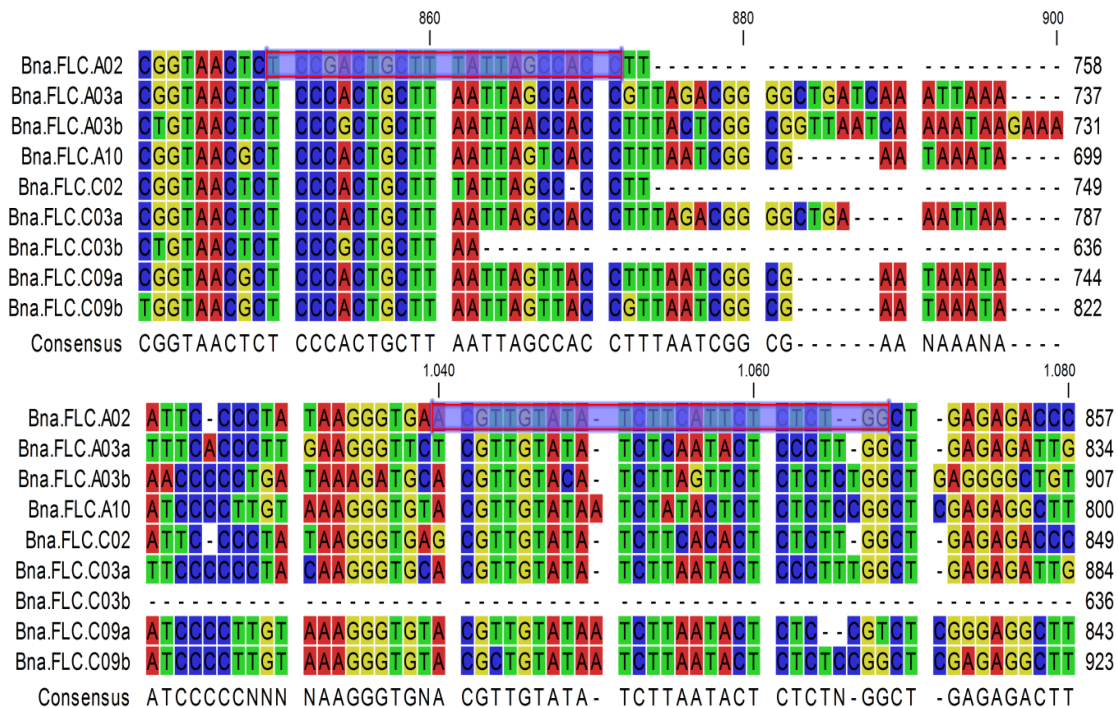 860 880 900
Bna.FLC.A02 CGGTAACTCT CCGACTGCTT TATTAGCCAC CTT------- ---------- ---------- 758
Bna.FLC.A03a CGGTAACTCT CCCACTGCTT AATTAGCCAC CGTTAGACGG GGCTGATCAA ATTAAA---- 737
Bna.FLC.A03b CTGTAACTCT CCCGCTGCTT AATTAACCAC CTTTACTCGG CGGTTAATCA AAATAAGAAA 731
Bna.FLC.A10 CGGTAACGCT CCCACTGCTT AATTAGTCAC CTTTAATCGG CG------AA TAAATA---- 699
Bna.FLC.C02 CGGTAACTCT CCCACTGCTT TATTAGCC-C CTT------- ---------- ---------- 749
Bna.FLC.C03a CGGTAACTCT CCCACTGCTT AATTAGCCAC CTTTAGACGG GGCTGA---- AATTAA---- 787
Bna.FLC.C03b CTGTAACTCT CCCGCTGCTT AA-------- ---------- ---------- ---------- 636
Bna.FLC.C09a CGGTAACGCT CCCACTGCTT AATTAGTTAC CTTTAATCGG CG------AA TAAATA---- 744
Bna.FLC.C09b TGGTAACGCT CCCACTGCTT AATTAGTTAC CGTTAATCGG CG------AA TAAATA---- 822
Consensus CGGTAACTCT CCCACTGCTT AATTAGCCAC CTTTAATCGG CG------AA NAAANA----
1.040 1.060 1.080
Bna.FLC.A02 ATTC-CCCTA TAAGGGTGAA CGTTGTATA- TCTTCATTCT CTCT--GGCT -GAGAGACCC 857
Bna.FLC.A03a TTTCACCCTT GAAGGGTTCT CGTTGTATA- TCTCAATACT CCCTT-GGCT -GAGAGATTG 834
Bna.FLC.A03b AACCCCCTGA TAAAGATGCA CGTTGTACA- TCTTAGTTCT CTCTCTGGCT GAGGGGCTGT 907
Bna.FLC.A10 ATCCCCTTGT AAAGGGTGTA CGTTGTATAA TCTATACTCT CTCTCCGGCT CGAGAGGCTT 800
Bna.FLC.C02 ATTC-CCCTA TAAGGGTGAG CGTTGTATA- TCTTCACACT CTCTT-GGCT -GAGAGACCC 849
Bna.FLC.C03a TTCCCCCCTA CAAGGGTGCA CGTTGTATA- TCTTAATACT CCCTTTGGCT -GAGAGATTG 884
Bna.FLC.C03b ---------- ---------- ---------- ---------- ---------- ---------- 636
Bna.FLC.C09a ATCCCCTTGT AAAGGGTGTA CGTTGTATAA TCTTAATACT CTC--CGTCT CGGGAGGCTT 843
Bna.FLC.C09b ATCCCCTTGT AAAGGGTGTA CGCTGTATAA TCTTAATACT CTCTCCGGCT CGAGAGGCTT 923
Consensus ATCCCCCNNN NAAGGGTGNA CGTTGTATA- TCTTAATACT CTCTN-GGCT -GAGAGACTT